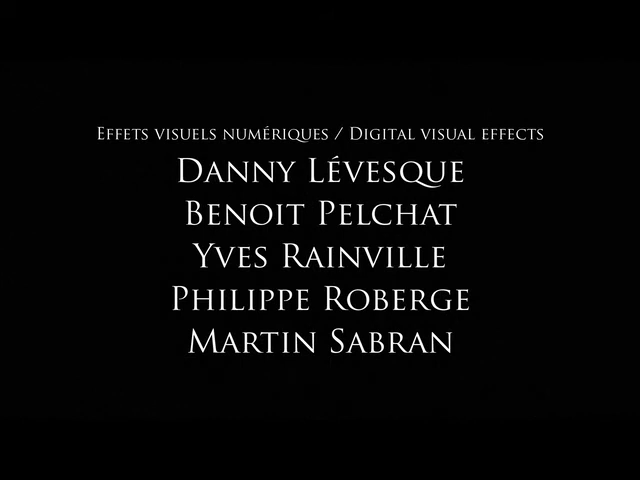 Effets visuels numériques / Digital visual effects
Danny Lévesque
Benoit Pelchat
Yves Rainville
Philippe Roberge
Martin Sabran